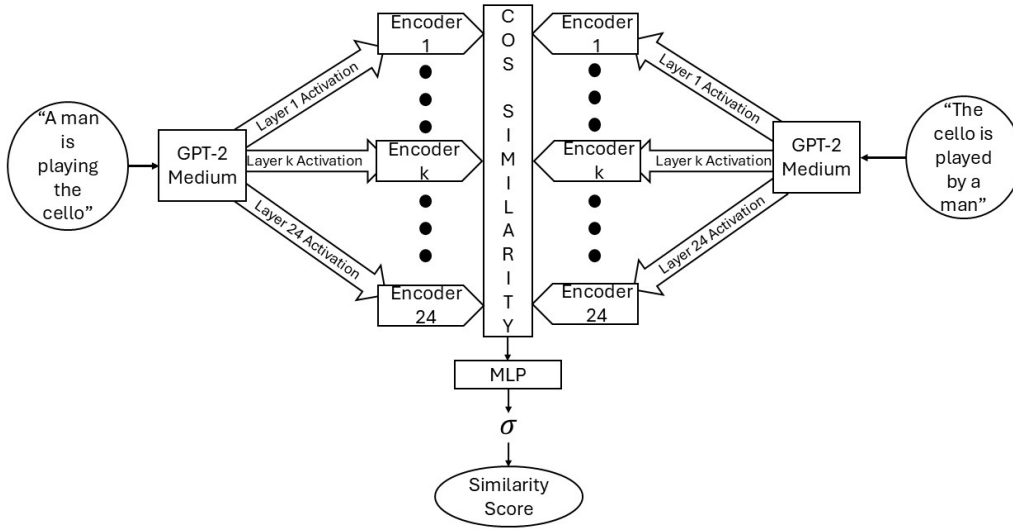 “A man
is
playing
the
cello”
GPT-2
Medium
Layer 1 Activation
Layer k Activation
Layer 24 Activation
Encoder
1
Encoder
k
Encoder
24
COS SIMILARITY
Encoder
1
Encoder
k
Encoder
24
Layer 1 Activation
Layer k Activation
Layer 24 Activation
GPT-2
Medium
“The
cello is
played
by a
man”
MLP
σ
Similarity
Score